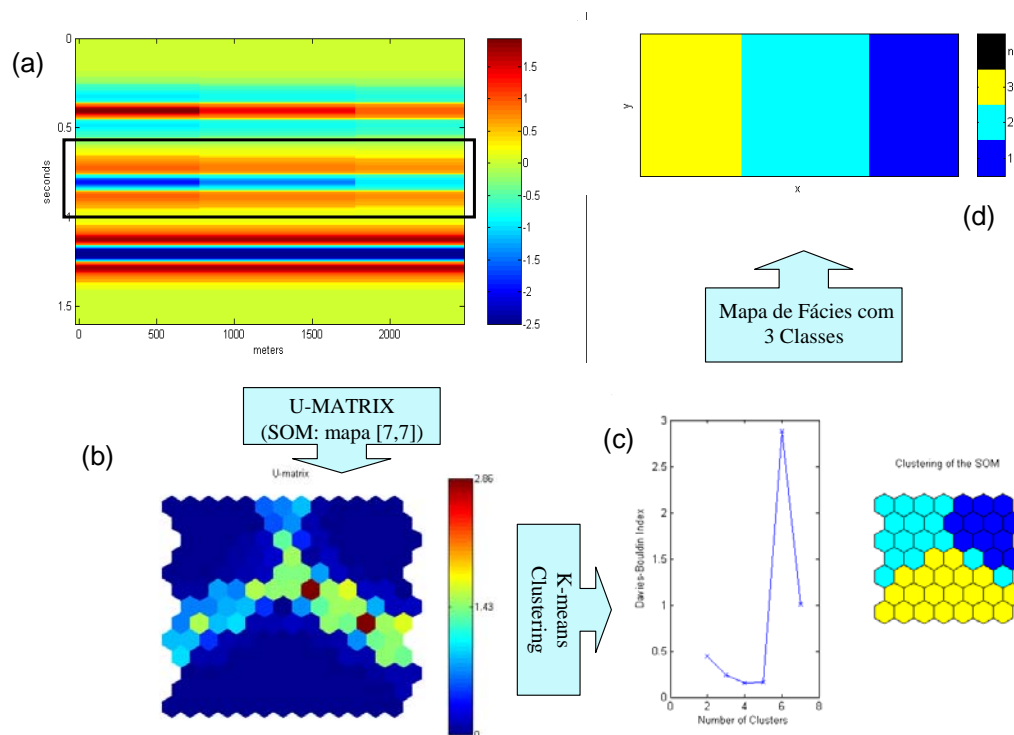 (a)
0
0.5
1
1.5
seconds
0
500
1000
1500
2000
meters
1.5
1
0.5
0
-0.5
-1
-1.5
-2
-2.5
y
x
n
3
2
1
(d)
Mapa de Fácies com
3 Classes
U-MATRIX
(SOM: mapa [7,7])
(b)
U-matrix
2.86
1.43
0
K-means
Clustering
(c)
3
2.5
2
1.5
1
0.5
0
Davies-Bouldin Index
0
2
4
6
8
Number of Clusters
Clustering of the SOM